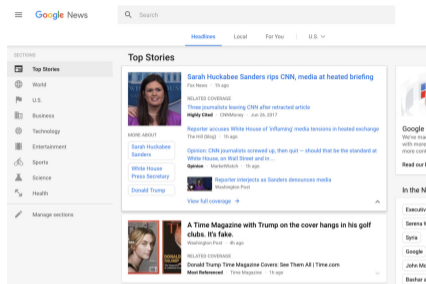 Google News
Search
Headlines
Local
For You
U.S.
SECTIONS
Top Stories
World
U.S.
Business
Technology
Entertainment
Sports
Science
Health
Manage sections
Top Stories
Sarah Huckabee Sanders rips CNN, media at heated briefing
Fox News · 1h ago
RELATED COVERAGE
Three journalists leaving CNN after retracted article
Highly Cited · CNNMoney · Jun 26, 2017
Reporter accuses White House of 'inflaming' media tensions in heated exchange
The Hill (blog) · 1h ago
Opinion: CNN journalists screwed up, then quit — should that be the standard at
White House, on Wall Street and in...
Opinion · MarketWatch · 1h ago
Reporter interjects as Sanders denounces media
Washington Post
View full coverage
MORE ABOUT
Sarah Huckabee
Sanders
White House
Press Secretary
Donald Trump
A Time Magazine with Trump on the cover hangs in his golf
clubs. It's fake.
Washington Post · 4h ago
RELATED COVERAGE
Donald Trump Time Magazine Covers: See Them All | Time.com
Most Referenced · Time Magazine · 1h ago
Google
We've ma
with more
more cont
Read our b
In the N
Executiv
Serena W
Syria
Google
John Mc
Bashar a